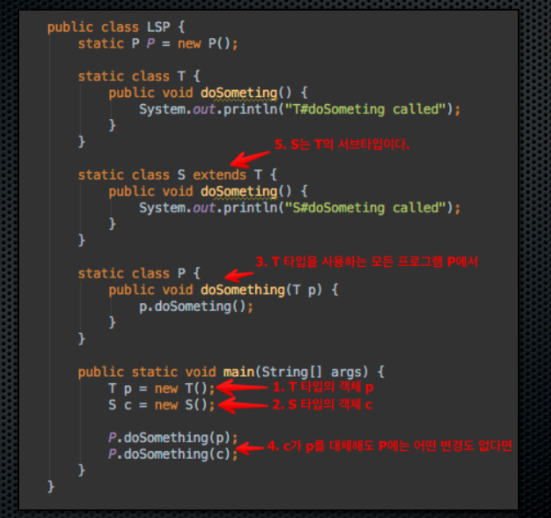 public class LSP {
static P P = new P();
static class T {
public void doSometing() {
System.out.println("T#doSometing called");
}
}
5. S는 T의 서브타입이다.
static class S extends T {
public void doSometing() {
System.out.println("S#doSometing called");
}
}
3. T 타입을 사용하는 모든 프로그램 P에서
static class P {
public void doSomething(T p) {
p.doSometing();
}
}
public static void main(String[] args) {
T p = new T(); 1. T 타입의 객체 p
S c = new S(); 2. S 타입의 객체 c
P.doSomething(p);
P.doSomething(c); 4. c가 p를 대체해도 P에는 어떤 변경도 없다면
}
}